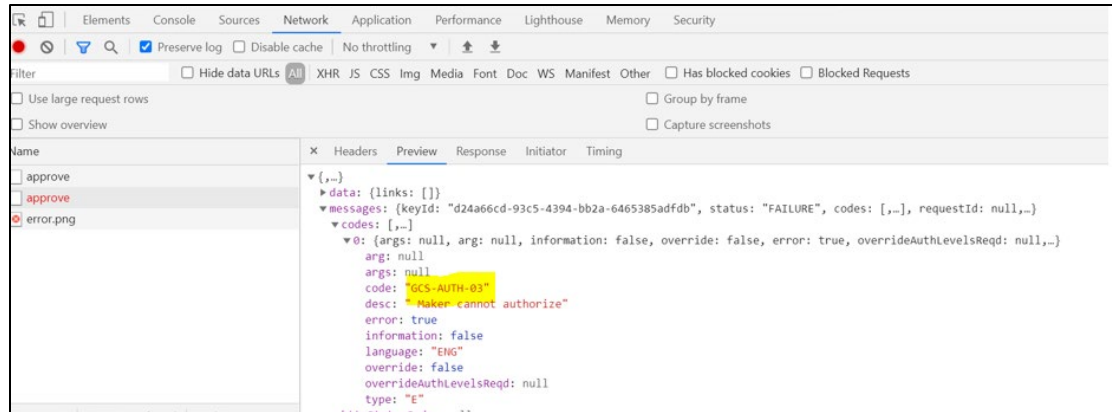 Elements Console Sources Network Application Performance Lighthouse Memory Security
Preserve log Disable cache No throttling
Filter Hide data URLs All XHR JS CSS Img Media Font Doc WS Manifest Other Has blocked cookies Blocked Requests
Use large request rows Group by frame
Show overview Capture screenshots
Name × Headers Preview Response Initiator Timing
approve
approve
error.png
▼{,…}
▶data: {links: []}
▼messages: {keyId: "d24a66cd-93c5-4394-bb2a-6465385adfdb", status: "FAILURE", codes: [,…], requestId: null,…}
▼codes: [,…]
▼0: {args: null, arg: null, information: false, override: false, error: true, overrideAuthLevelsReqd: null,…}
arg: null
args: null
code: "GCS-AUTH-03"
desc: " Maker cannot authorize"
error: true
information: false
language: "ENG"
override: false
overrideAuthLevelsReqd: null
type: "E"